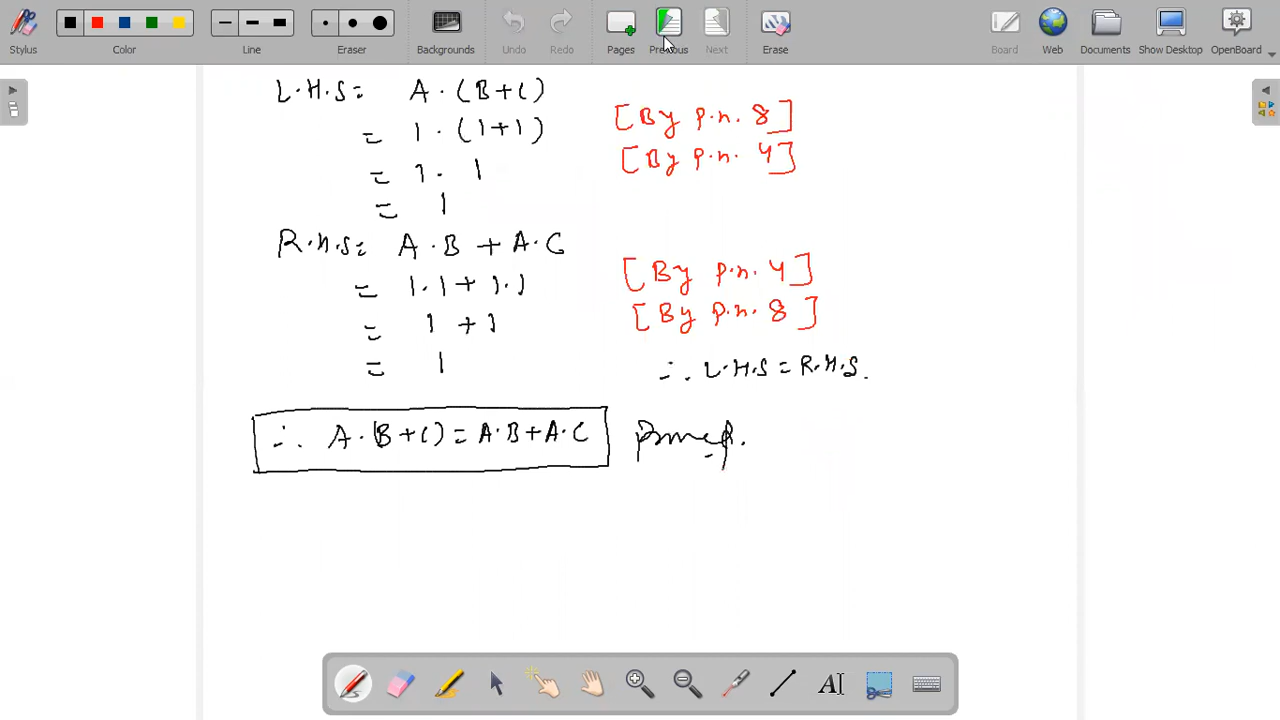 Stylus
Color
Line
Eraser
Backgrounds
Undo
Redo
Pages
Previous
Next
Erase
Board
Web
Documents
Show Desktop
OpenBoard
L.H.S= A.(B+C)
= 1.(1+1) [By p.n. 8]
= 1. 1 [By p.n. 4]
= 1
R.H.S= A.B + A.C
= 1.1 + 1.1 [By p.n. 4]
= 1 + 1 [By p.n. 8]
= 1 ∴ L.H.S = R.H.S.
∴ A.(B+C) = A.B+A.C